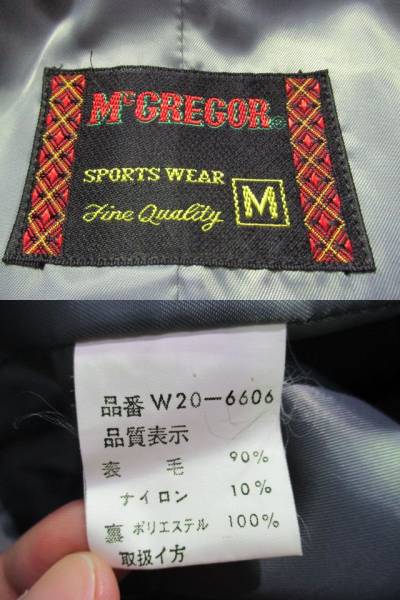 McGREGOR®
SPORTS WEAR
Fine Quality
M
品番 W20-6606
品質表示
表 毛 90%
ナイロン 10%
裏 ポリエステル 100%
取扱イ方